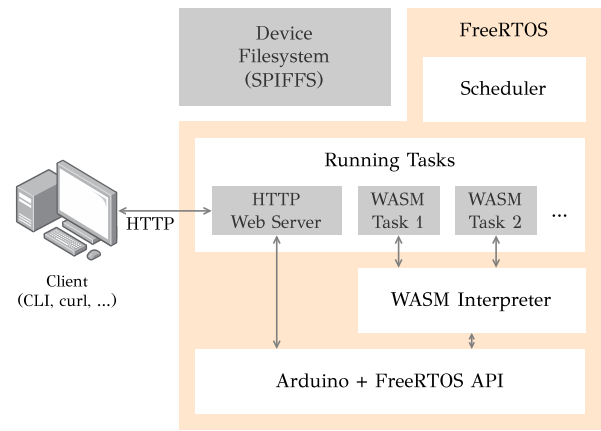 Device
Filesystem
(SPIFFS)
FreeRTOS
Scheduler
Running Tasks
HTTP
Web Server
WASM
Task 1
WASM
Task 2
...
HTTP
Client
(CLI, curl, ...)
WASM Interpreter
Arduino + FreeRTOS API